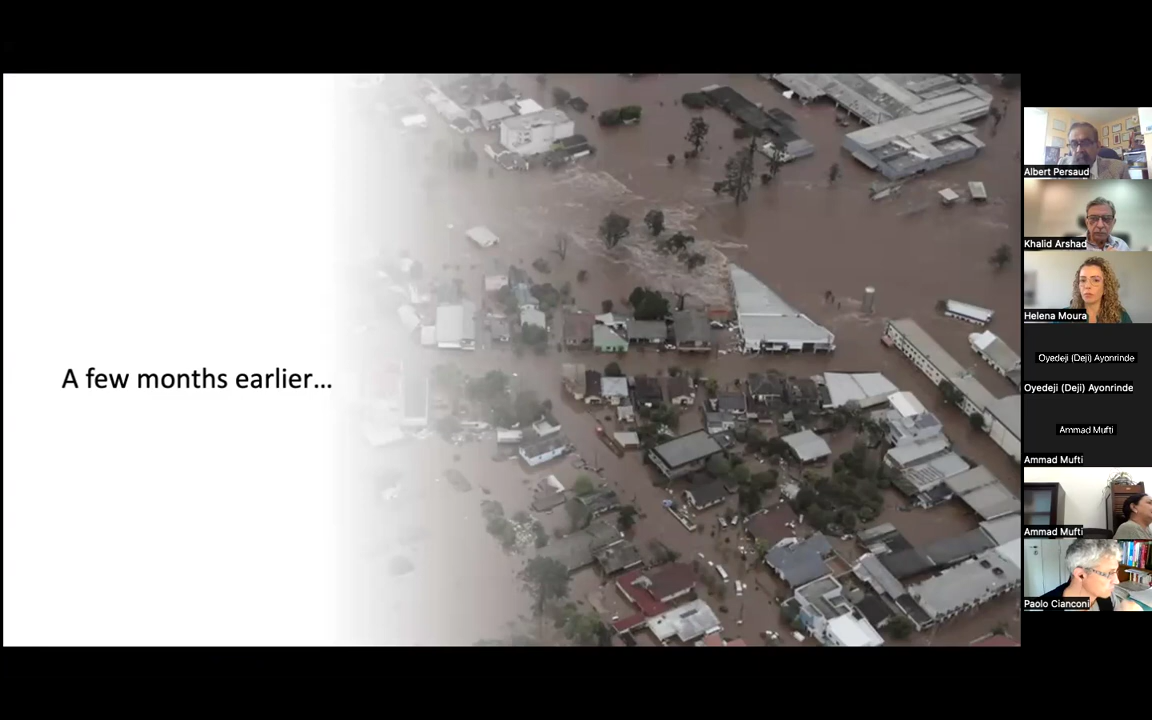 A few months earlier...
Albert Persaud
Khalid Arshad
Helena Moura
Oyedeji (Deji) Ayonrinde
Oyedeji (Deji) Ayonrinde
Ammad Mufti
Ammad Mufti
Ammad Mufti
Paolo Cianconi